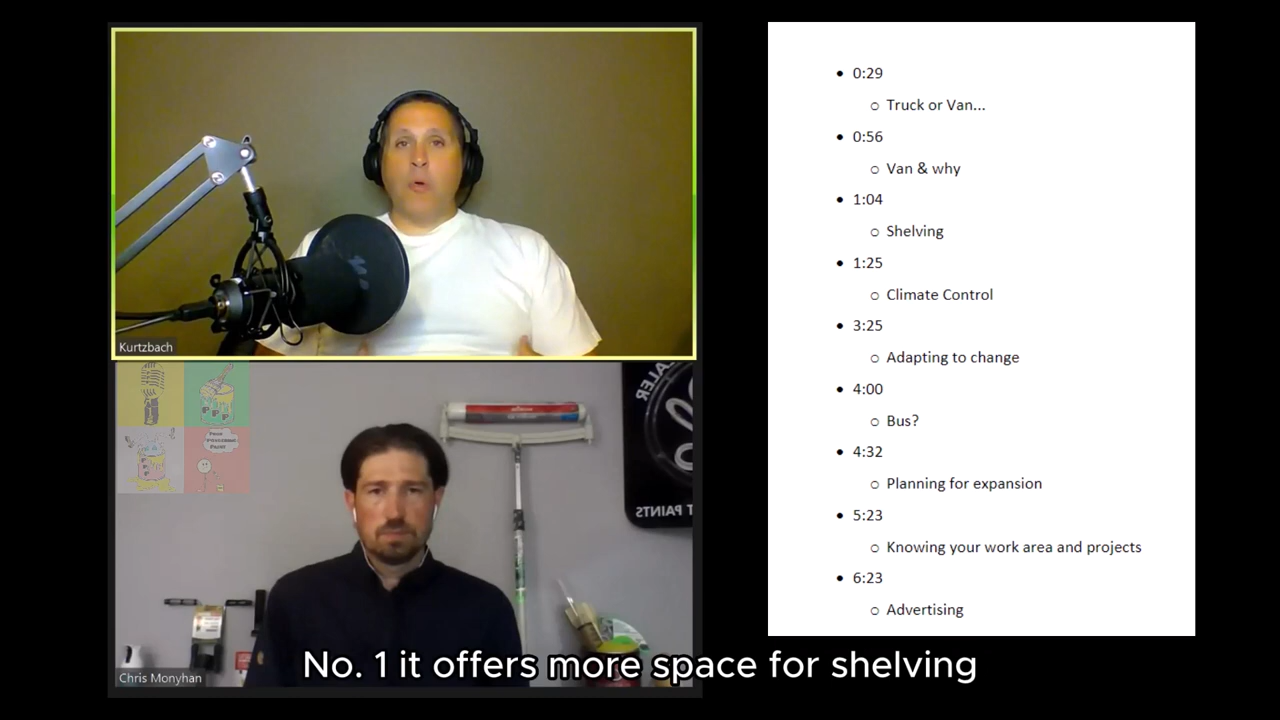 Kurtzbach
Chris Monyhan
PAINTS
• 0:29
○ Truck or Van...
• 0:56
○ Van & why
• 1:04
○ Shelving
• 1:25
○ Climate Control
• 3:25
○ Adapting to change
• 4:00
○ Bus?
• 4:32
○ Planning for expansion
• 5:23
○ Knowing your work area and projects
• 6:23
○ Advertising
No. 1 it offers more space for shelving